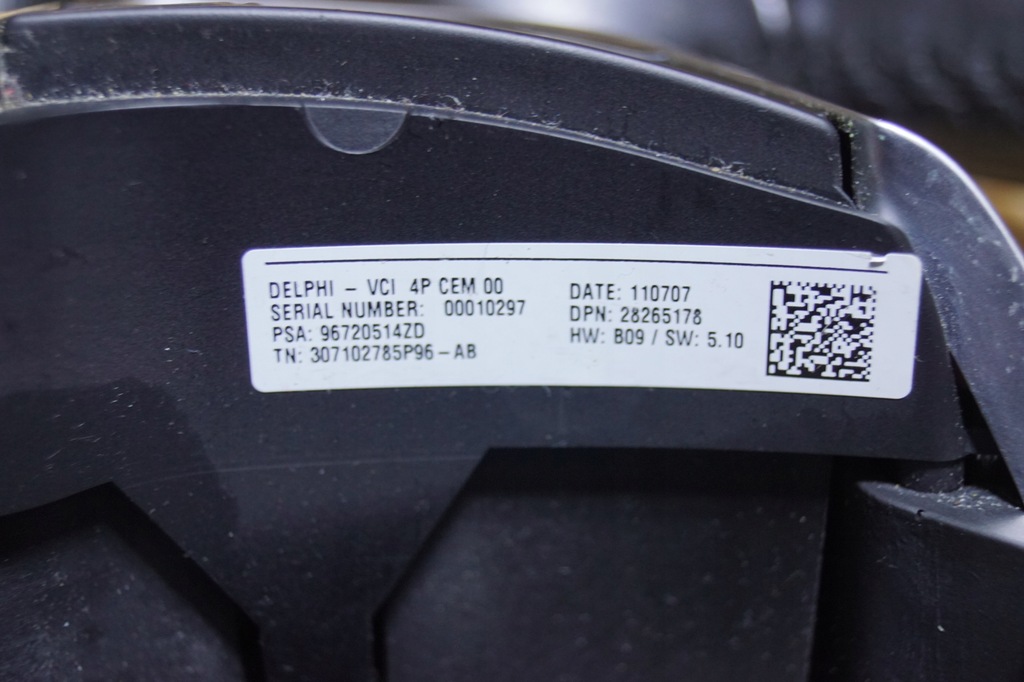 DELPHI - VCI 4P CEM 00
SERIAL NUMBER: 00010297
PSA: 96720514ZD
TN: 307102785P96-AB
DATE: 110707
DPN: 28265178
HW: B09 / SW: 5.10